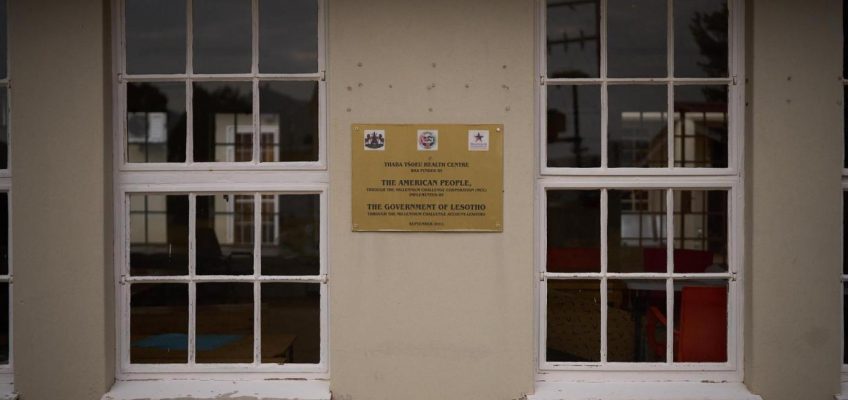 THABA TSOEU HEALTH CENTRE
WAS FUNDED BY
THE AMERICAN PEOPLE,
THROUGH THE MILLENNIUM CHALLENGE CORPORATION (MCC)
IMPLEMENTED BY
THE GOVERNMENT OF LESOTHO
THROUGH THE MILLENNIUM CHALLENGE ACCOUNT-LESOTHO
SEPTEMBER